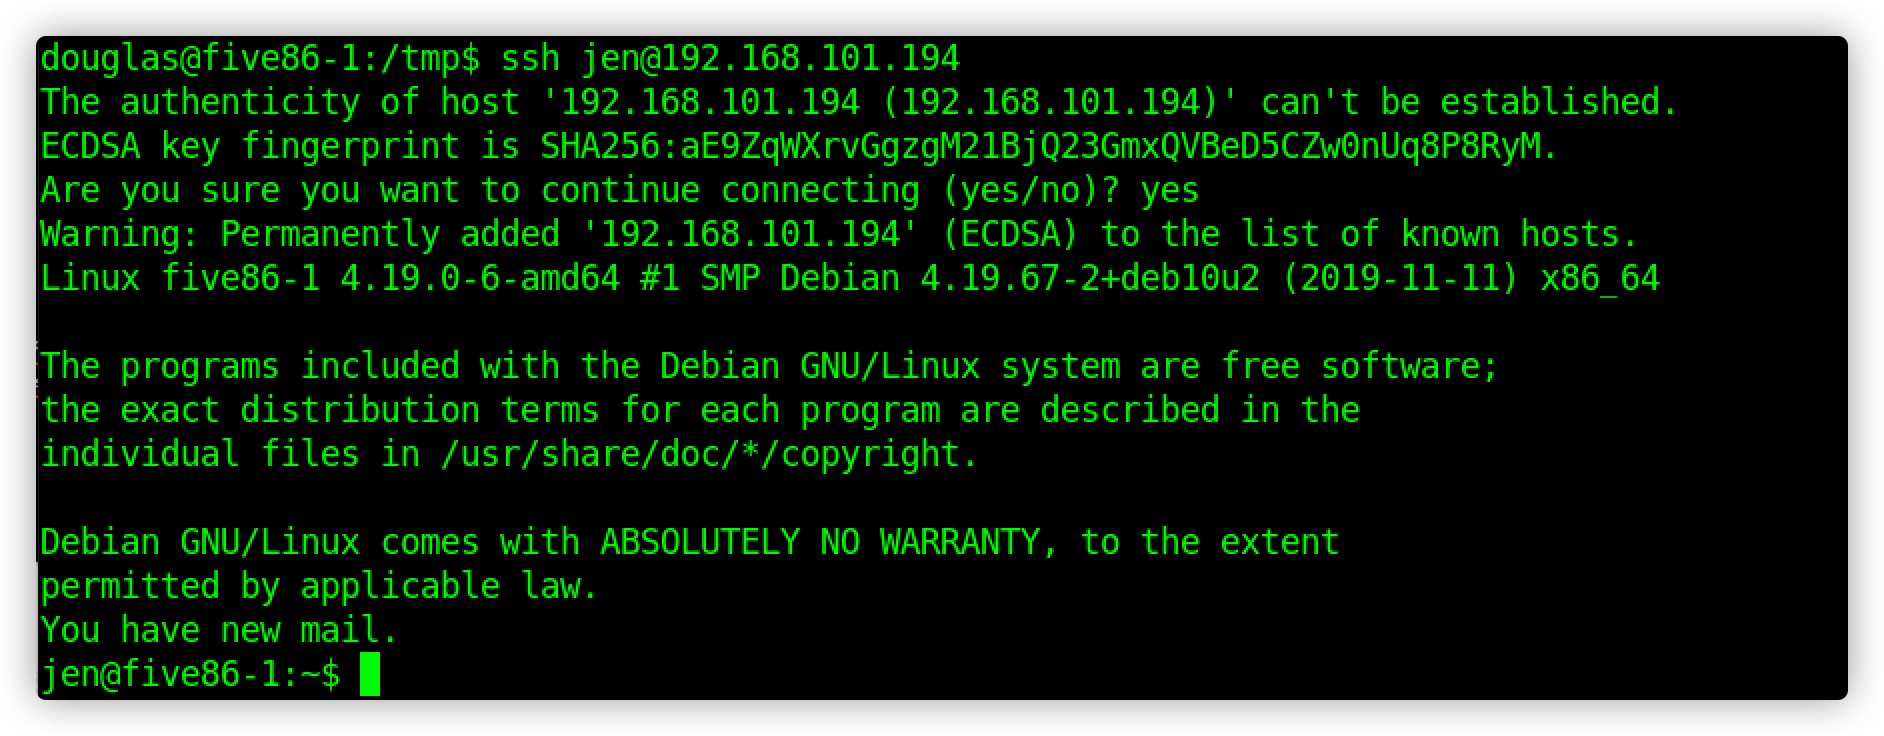 douglas@five86-1:/tmp$ ssh jen@192.168.101.194
The authenticity of host '192.168.101.194 (192.168.101.194)' can't be established.
ECDSA key fingerprint is SHA256:aE9ZqWXrvGgzgM21BjQ23GmxQVBeD5CZw0nUq8P8RyM.
Are you sure you want to continue connecting (yes/no)? yes
Warning: Permanently added '192.168.101.194' (ECDSA) to the list of known hosts.
Linux five86-1 4.19.0-6-amd64 #1 SMP Debian 4.19.67-2+deb10u2 (2019-11-11) x86_64
The programs included with the Debian GNU/Linux system are free software;
the exact distribution terms for each program are described in the
individual files in /usr/share/doc/*/copyright.
Debian GNU/Linux comes with ABSOLUTELY NO WARRANTY, to the extent
permitted by applicable law.
You have new mail.
jen@five86-1:~$